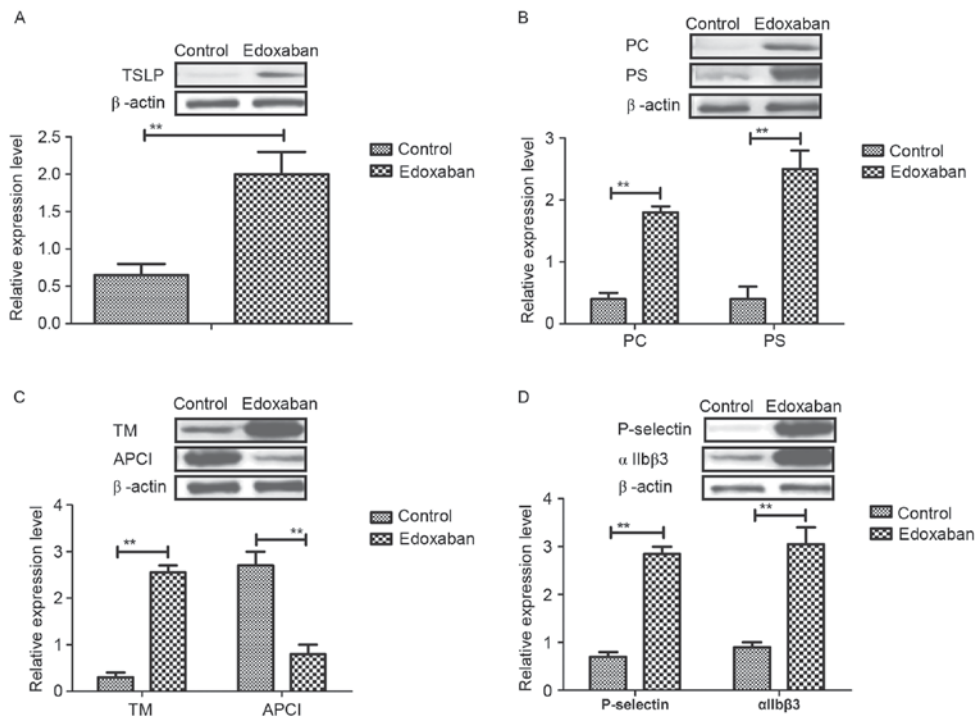 A
Control Edoxaban
TSLP
β-actin
**
Relative expression level
2.5
2.0
1.5
1.0
0.5
0.0
Control
Edoxaban
B
Control Edoxaban
PC
PS
β-actin
Relative expression level
3
2
1
0
**
**
PC PS
Control
Edoxaban
C
Control Edoxaban
TM
APCI
β-actin
Relative expression level
4
3
2
1
0
**
**
TM APCI
Control
Edoxaban
D
Control Edoxaban
P-selectin
α IIbβ3
β-actin
Relative expression level
4
3
2
1
0
**
**
P-selectin αIIbβ3
Control
Edoxaban